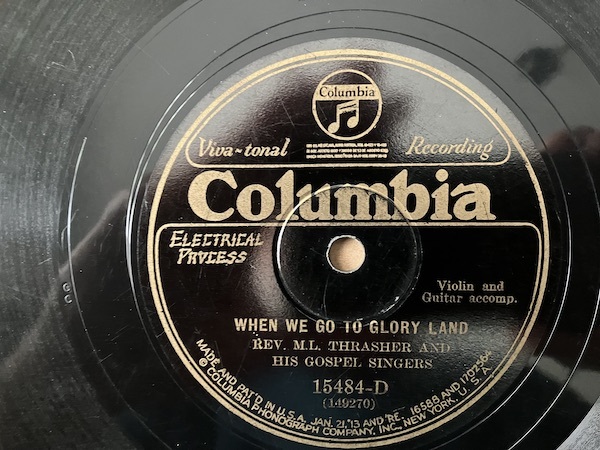 Columbia
Viva-tonal Recording
Columbia
ELECTRICAL
PROCESS
Violin and
Guitar accomp.
WHEN WE GO TO GLORY LAND
REV. M.L. THRASHER AND
HIS GOSPEL SINGERS
15484-D
(149270)
MADE AND PAT'D IN U.S.A. JAN. 21,'13 AND 'RE. 16588 AND 1702564
© COLUMBIA PHONOGRAPH COMPANY, INC., NEW YORK, U.S.A.